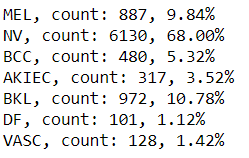 MEL, count: 887, 9.84%
NV, count: 6130, 68.00%
BCC, count: 480, 5.32%
AKIEC, count: 317, 3.52%
BKL, count: 972, 10.78%
DF, count: 101, 1.12%
VASC, count: 128, 1.42%